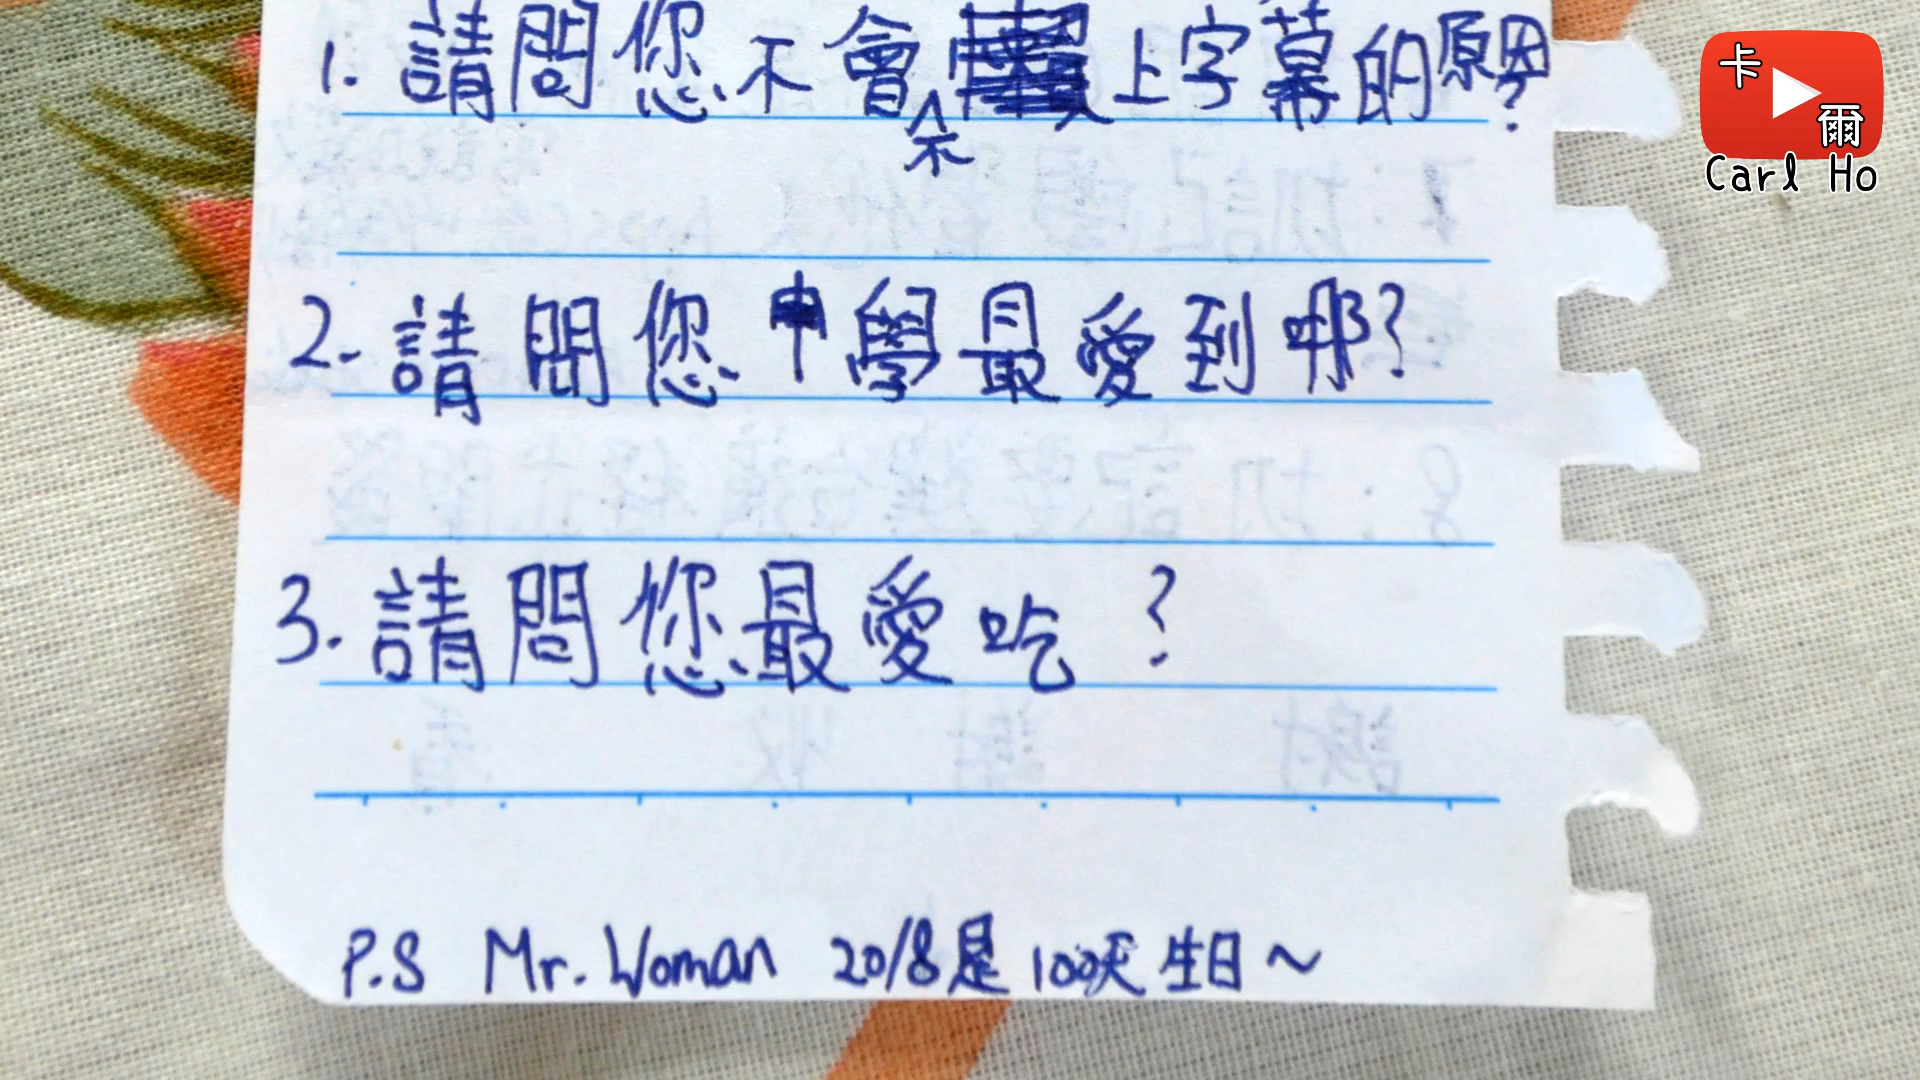 1. 請問您不會上字幕的原因?
不
2. 請問您中學最愛到哪?
3. 請問您最愛吃?
P.S Mr. Woman 20/8是100天生日~
卡
爾
Carl Ho